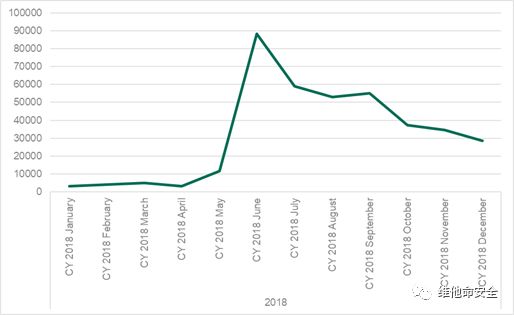 100000
90000
80000
70000
60000
50000
40000
30000
20000
10000
0
CY 2018 January
CY 2018 February
CY 2018 March
CY 2018 April
CY 2018 May
CY 2018 June
CY 2018 July
CY 2018 August
CY 2018 September
CY 2018 October
CY 2018 November
CY 2018 December
2018
维他命安全